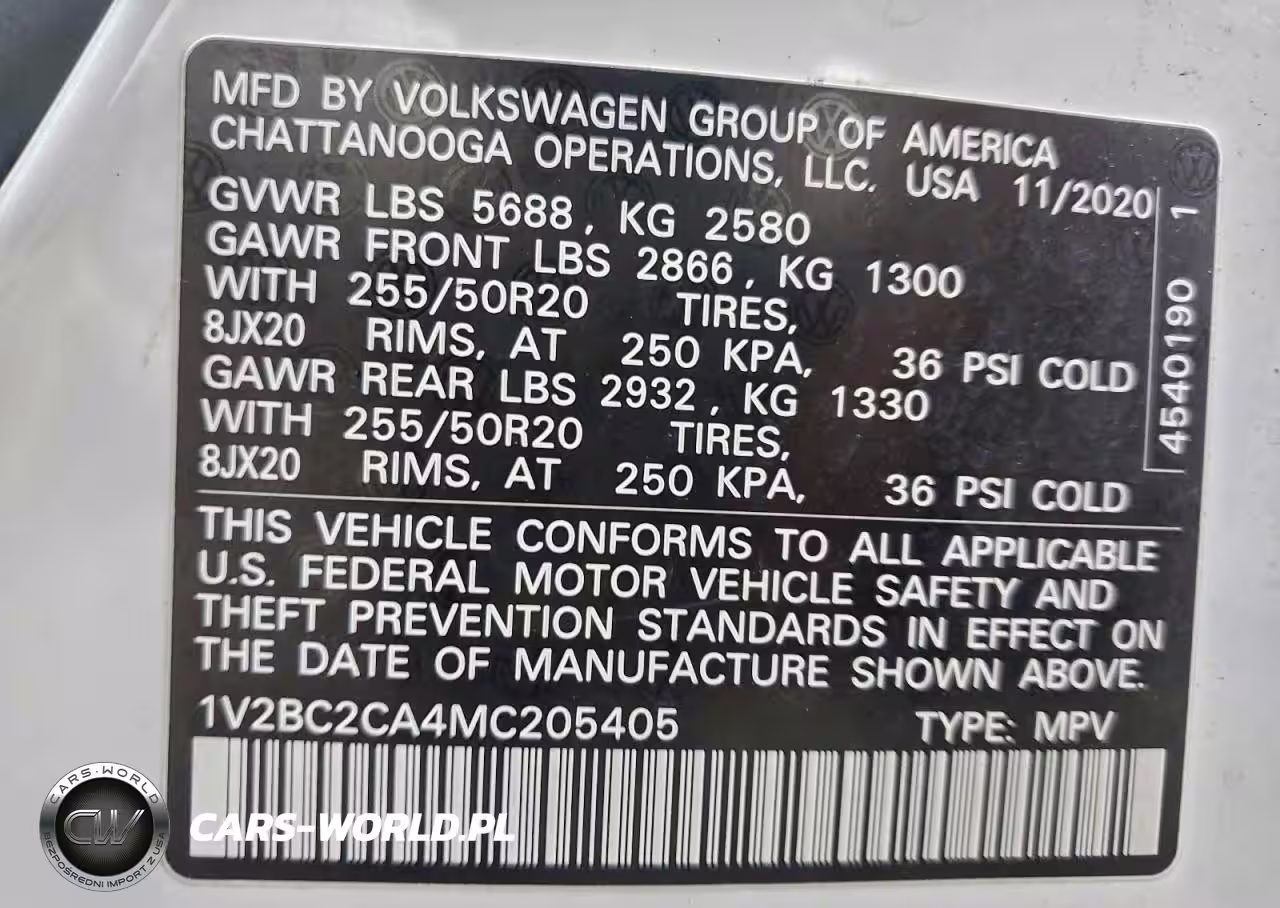 MFD BY VOLKSWAGEN GROUP OF AMERICA
CHATTANOOGA OPERATIONS, LLC. USA 11/2020
GVWR LBS 5688, KG 2580
GAWR FRONT LBS 2866, KG 1300
WITH 255/50R20 TIRES,
8JX20 RIMS, AT 250 KPA, 36 PSI COLD
GAWR REAR LBS 2932, KG 1330
WITH 255/50R20 TIRES,
8JX20 RIMS, AT 250 KPA, 36 PSI COLD
4540190 1
THIS VEHICLE CONFORMS TO ALL APPLICABLE
U.S. FEDERAL MOTOR VEHICLE SAFETY AND
THEFT PREVENTION STANDARDS IN EFFECT ON
THE DATE OF MANUFACTURE SHOWN ABOVE.
1V2BC2CA4MC205405 TYPE: MPV
CARS-WORLD
CW
BEZPOŚREDNI IMPORT Z USA
CARS-WORLD.PL